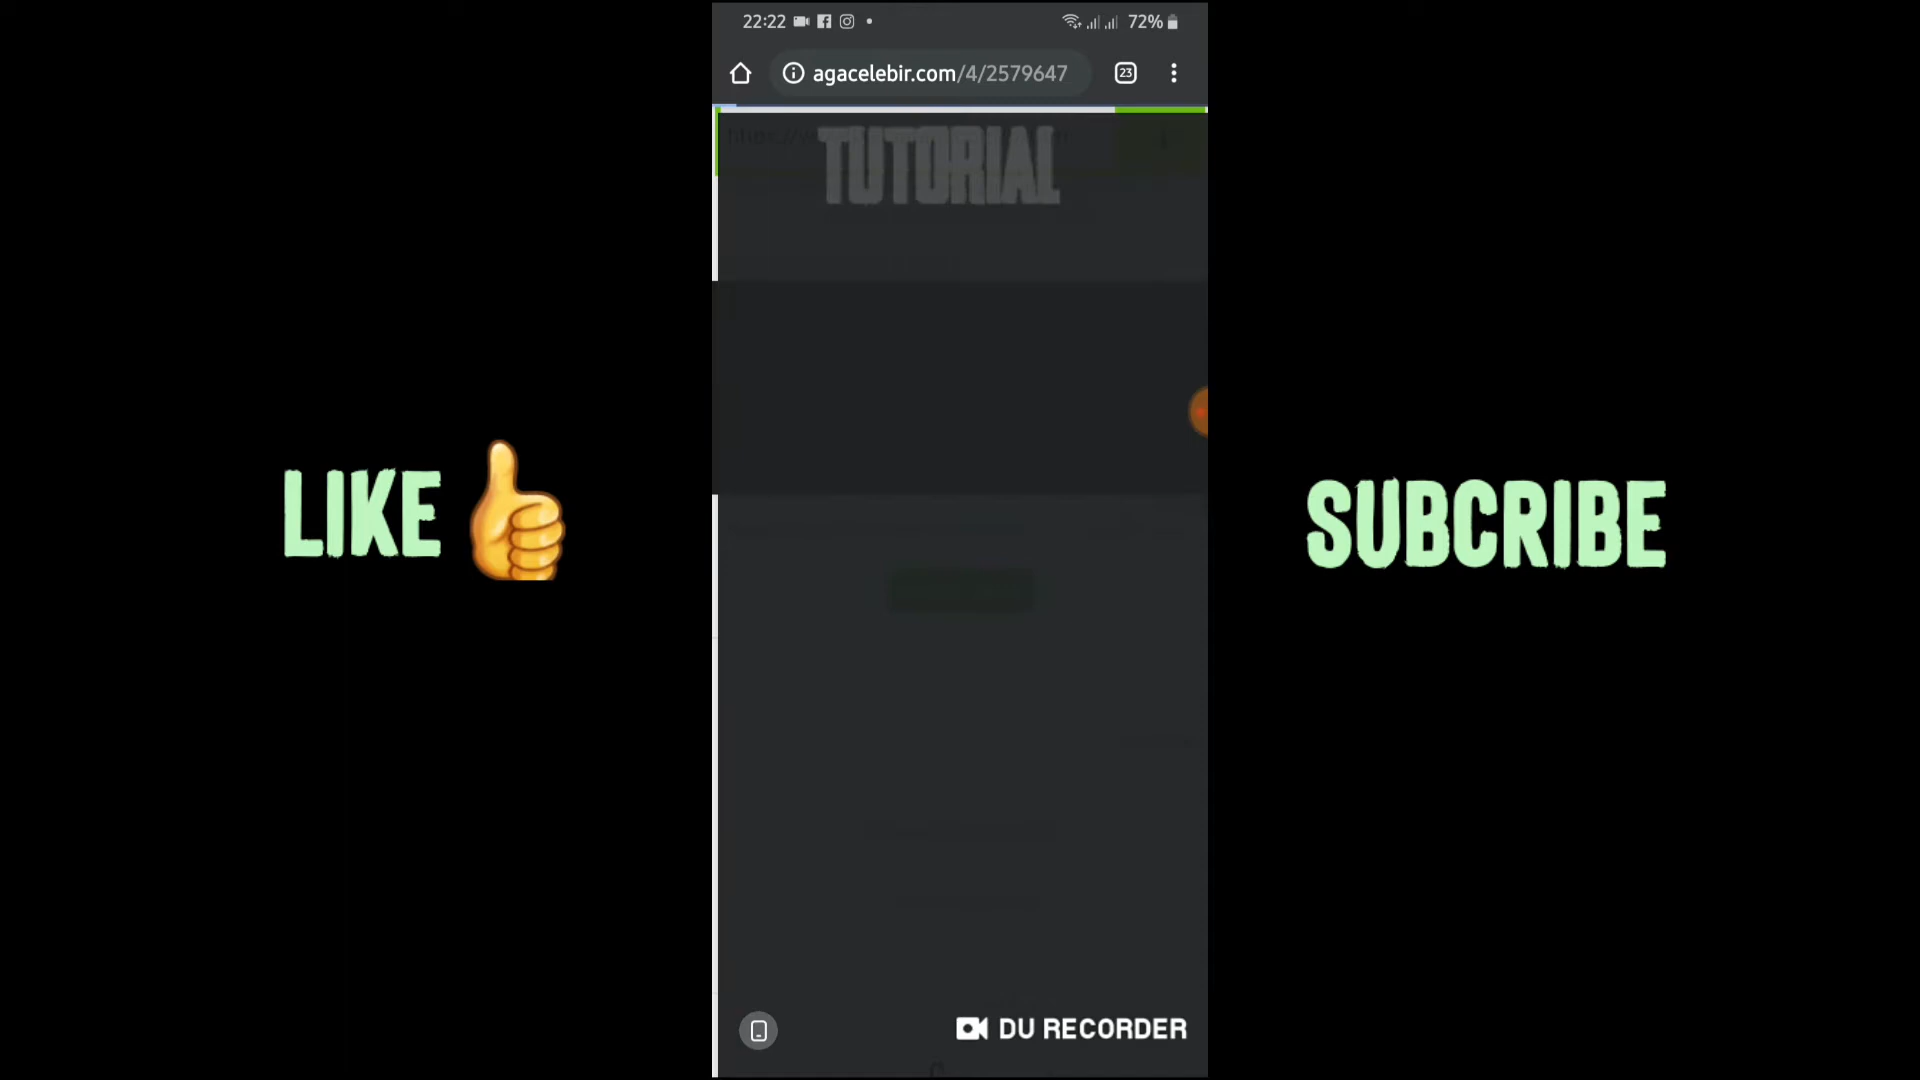 22:22
72%
agacelebir.com/4/2579647
23
TUTORIAL
LIKE
SUBCRIBE
DU RECORDER